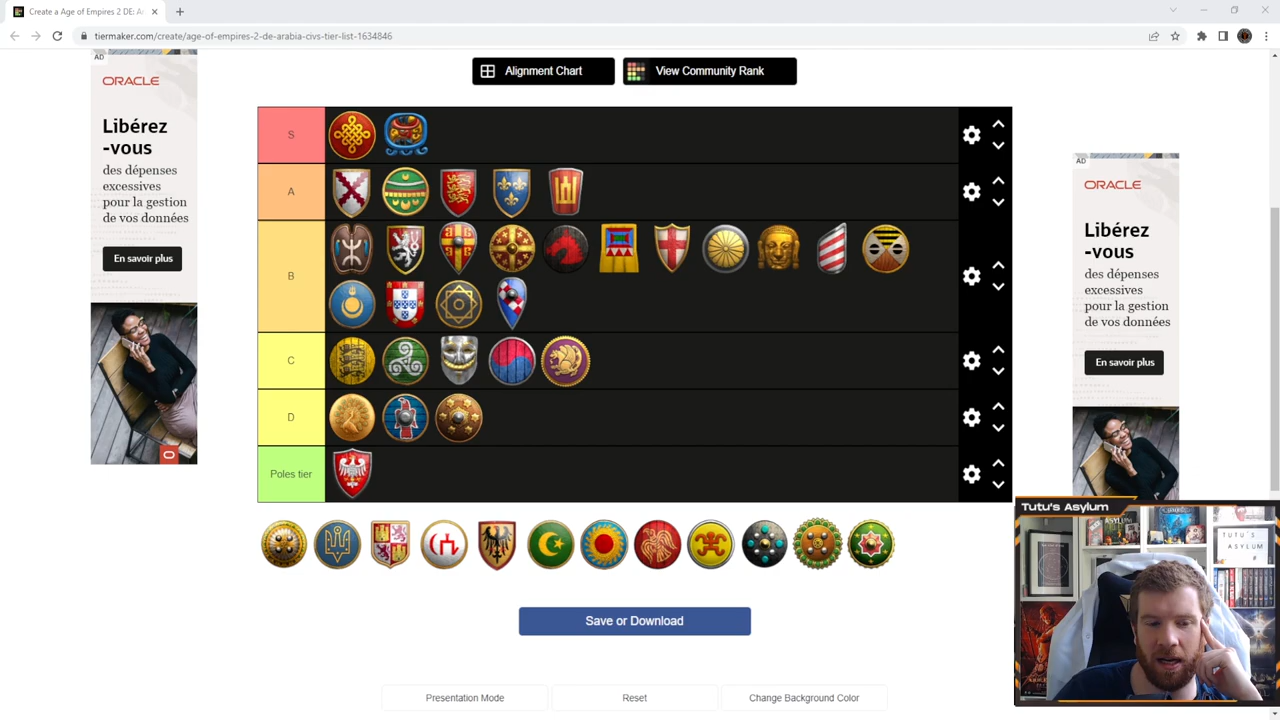 Create a Age of Empires 2 DE: A
tiermaker.com/create/age-of-empires-2-de-arabia-civs-tier-list-1634846
Alignment Chart
View Community Rank
AD
ORACLE
Libérez
-vous
des dépenses
excessives
pour la gestion
de vos données
En savoir plus
S
A
B
C
D
Poles tier
AD
ORACLE
Libérez
-vous
des dépenses
excessives
pour la gestion
de vos données
En savoir plus
Tutu's Asylum
TUTU'S
ASYLUM
Save or Download
Presentation Mode
Reset
Change Background Color